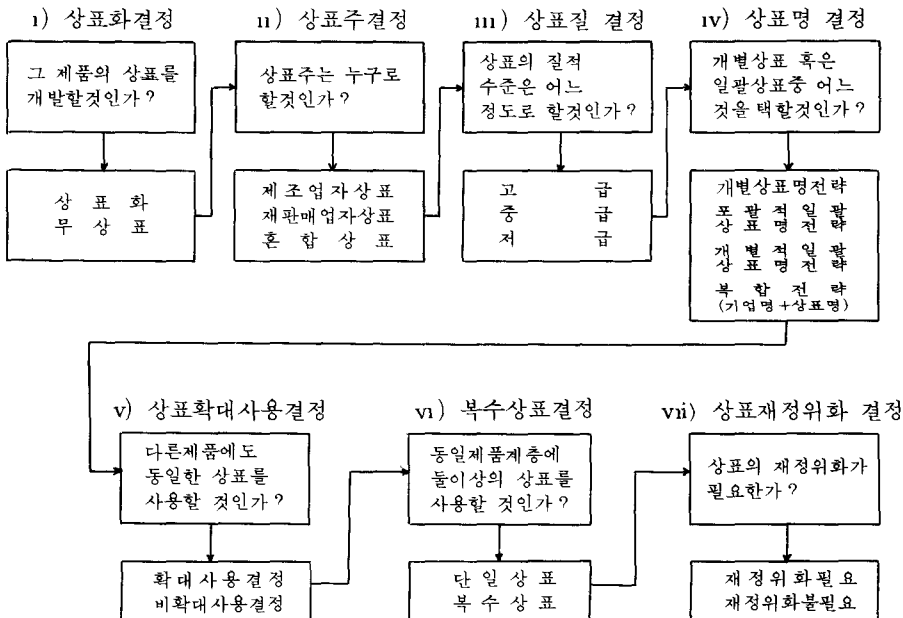 i) 상표화결정
그 제품의 상표를
개발할것인가?
상 표 화
무 상 표
ii) 상표주결정
상표주는 누구로
할것인가?
제조업자상표
재판매업자상표
혼 합 상 표
iii) 상표질 결정
상표의 질적
수준은 어느
정도로 할것인가?
고 급
중 급
저 급
iv) 상표명 결정
개별상표 혹은
일괄상표중 어느
것을 택할것인가?
개별상표명전략
포 괄 적 일 괄
상 표 명 전 략
개 별 적 일 괄
상 표 명 전 략
복 합 전 략
(기업명+상표명)
v) 상표확대사용결정
다른제품에도
동일한 상표를
사용할 것인가?
확대사용결정
비확대사용결정
vi) 복수상표결정
동일제품계층에
둘이상의 상표를
사용할 것인가?
단 일 상 표
복 수 상 표
vii) 상표재정위화 결정
상표의 재정위화가
필요한가?
재정위화필요
재정위화불필요